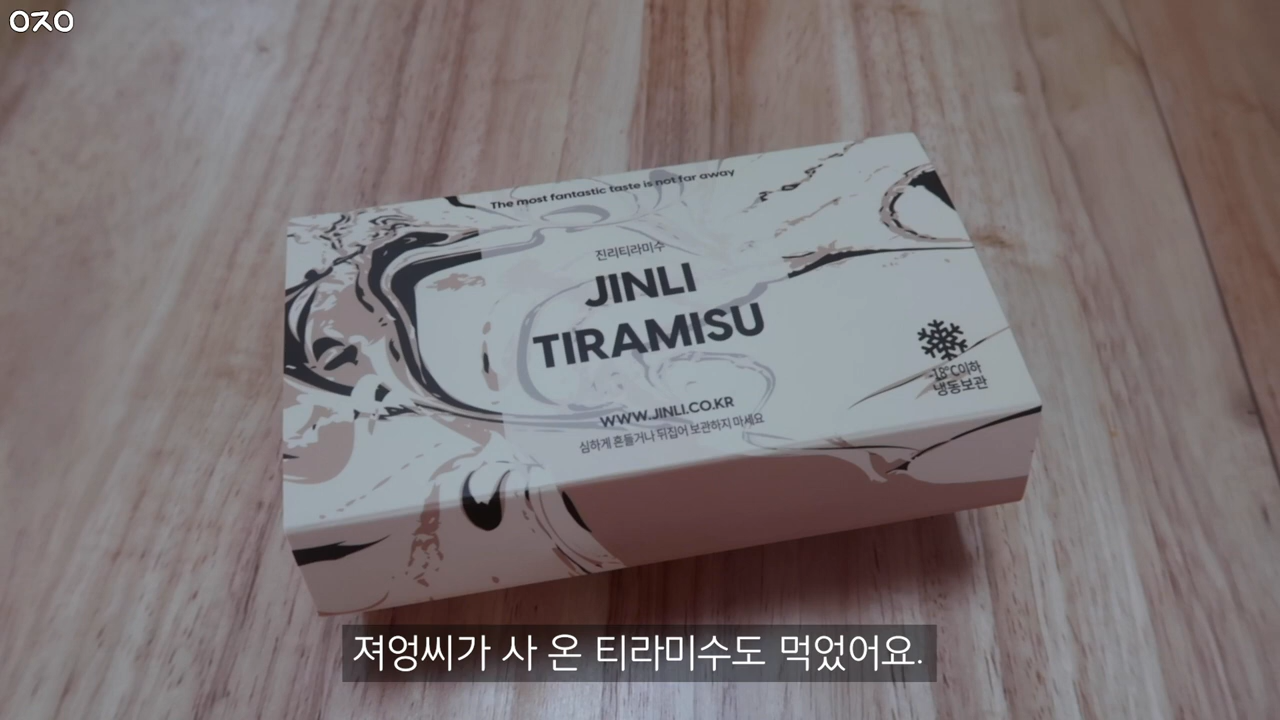 OZO
The most fantastic taste is not far away
진리티라미수
JINLI
TIRAMISU
-18°C이하
냉동보관
WWW.JINLI.CO.KR
심하게 흔들거나 뒤집어 보관하지 마세요
져엉씨가 사 온 티라미수도 먹었어요.